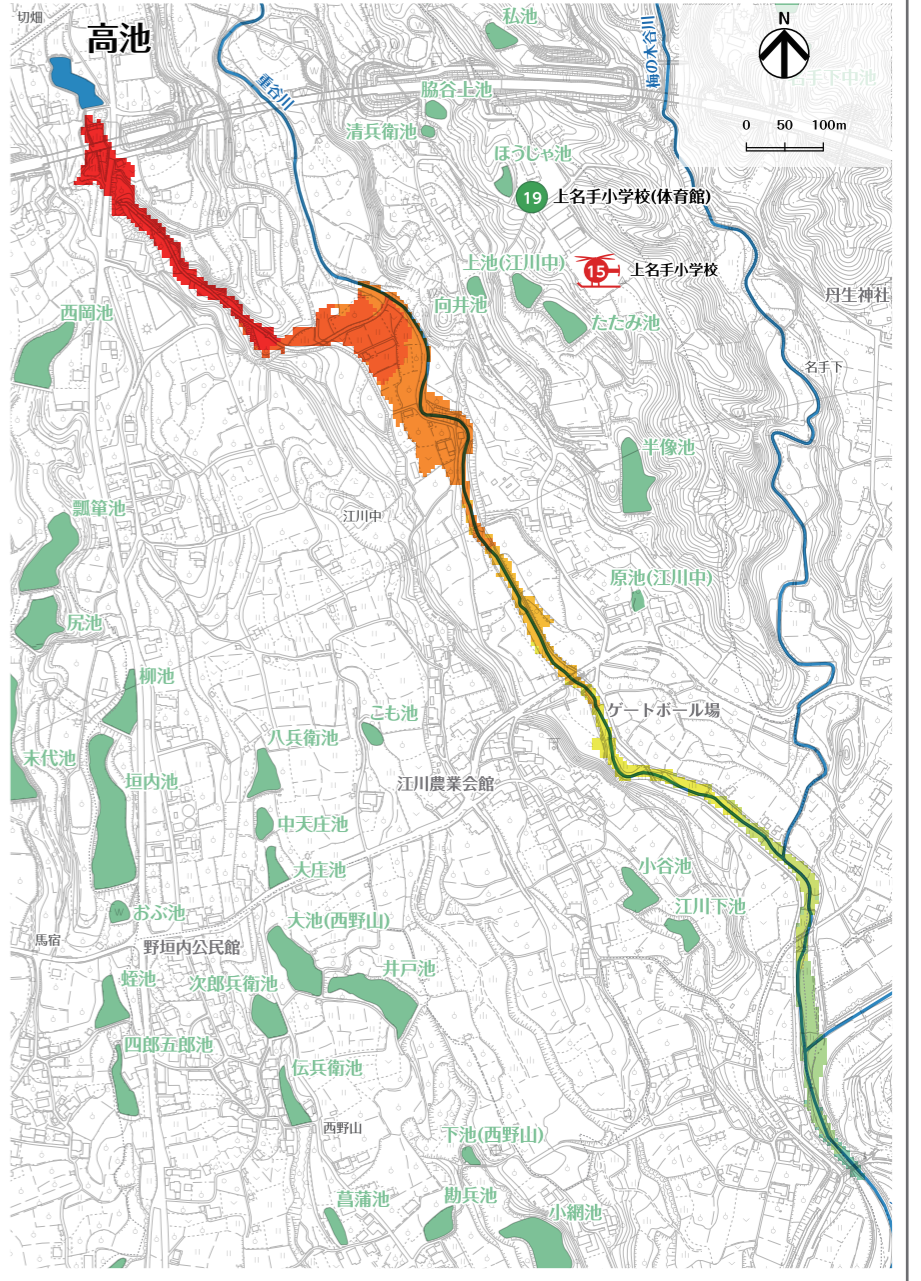 切畑
高池
私池
N
名手下中池
重谷川
梅の木谷川
脇谷上池
0 50 100m
清兵衛池
ほうしゃ池
19 上名手小学校(体育館)
上池(江川中)
15 上名手小学校
向井池
丹生神社
西岡池
たたみ池
名手下
半像池
瓢箪池
江川中
原池(江川中)
尻池
柳池
ゲートボール場
こも池
末代池
八兵衛池
垣内池
江川農業会館
中天庄池
大庄池
小谷池
おぶ池
W
大池(西野山)
江川下池
馬宿
野垣内公民館
井戸池
蛭池
次郎兵衛池
四郎五郎池
伝兵衛池
西野山
下池(西野山)
菖蒲池
勘兵池
小網池